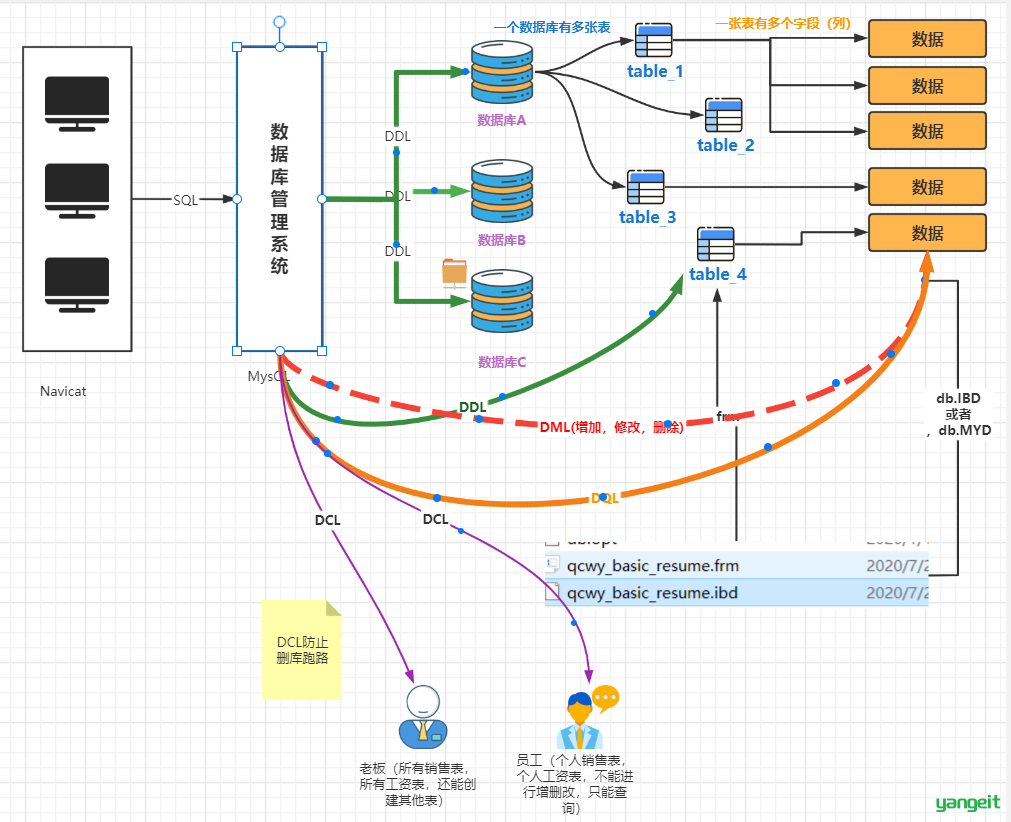 一个数据库有多张表
一张表有多个字段（列）
数据
table_1
数据
数据库A
数据
table_2
DDL
数据库管理系统
SQL
DDL
数据
table_3
数据库B
数据
DDL
table_4
数据库C
MysQL
Navicat
DDL
frm
DML(增加，修改，删除)
db.IBD
或者
，db.MYD
DQL
DCL
DCL
qcwy_basic_resume.frm
2020/7/2
qcwy_basic_resume.ibd
2020/7/2
DCL防止
删库跑路
老板（所有销售表，
所有工资表，还能创
建其他表）
员工（个人销售表，
个人工资表，不能进
行增删改，只能查
询）
yangeit